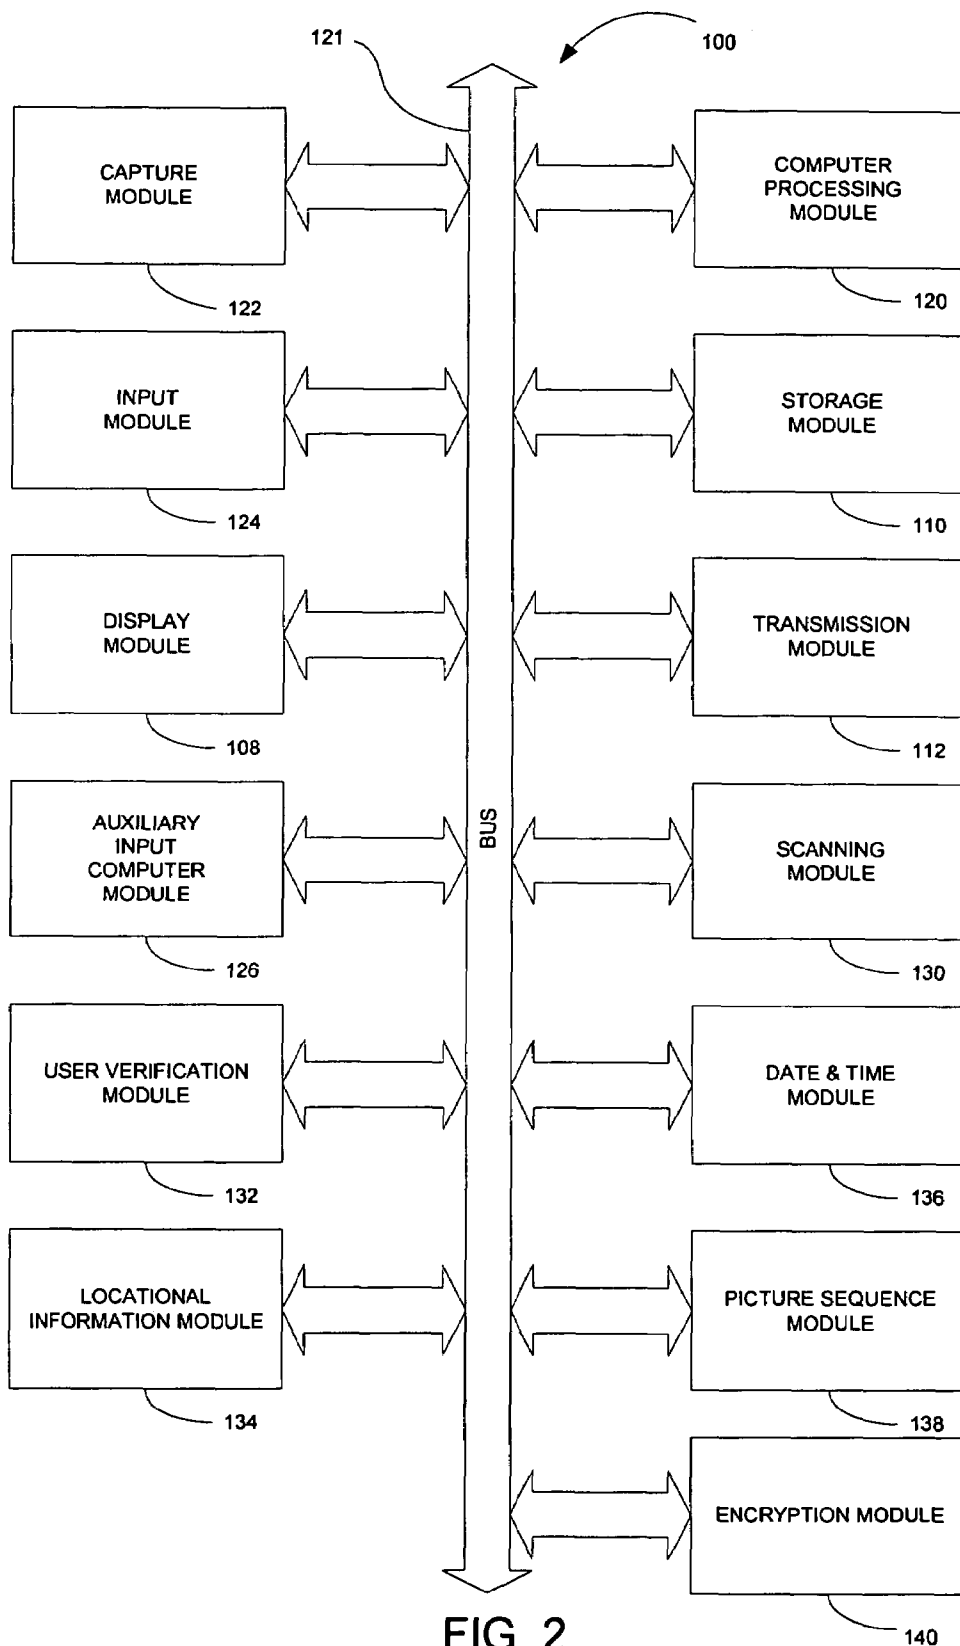 121
100
CAPTURE
MODULE
122
COMPUTER
PROCESSING
MODULE
120
INPUT
MODULE
124
STORAGE
MODULE
110
DISPLAY
MODULE
108
TRANSMISSION
MODULE
112
BUS
AUXILIARY
INPUT
COMPUTER
MODULE
126
SCANNING
MODULE
130
USER VERIFICATION
MODULE
132
DATE & TIME
MODULE
136
LOCATIONAL
INFORMATION MODULE
134
PICTURE SEQUENCE
MODULE
138
ENCRYPTION MODULE
140
FIG. 2